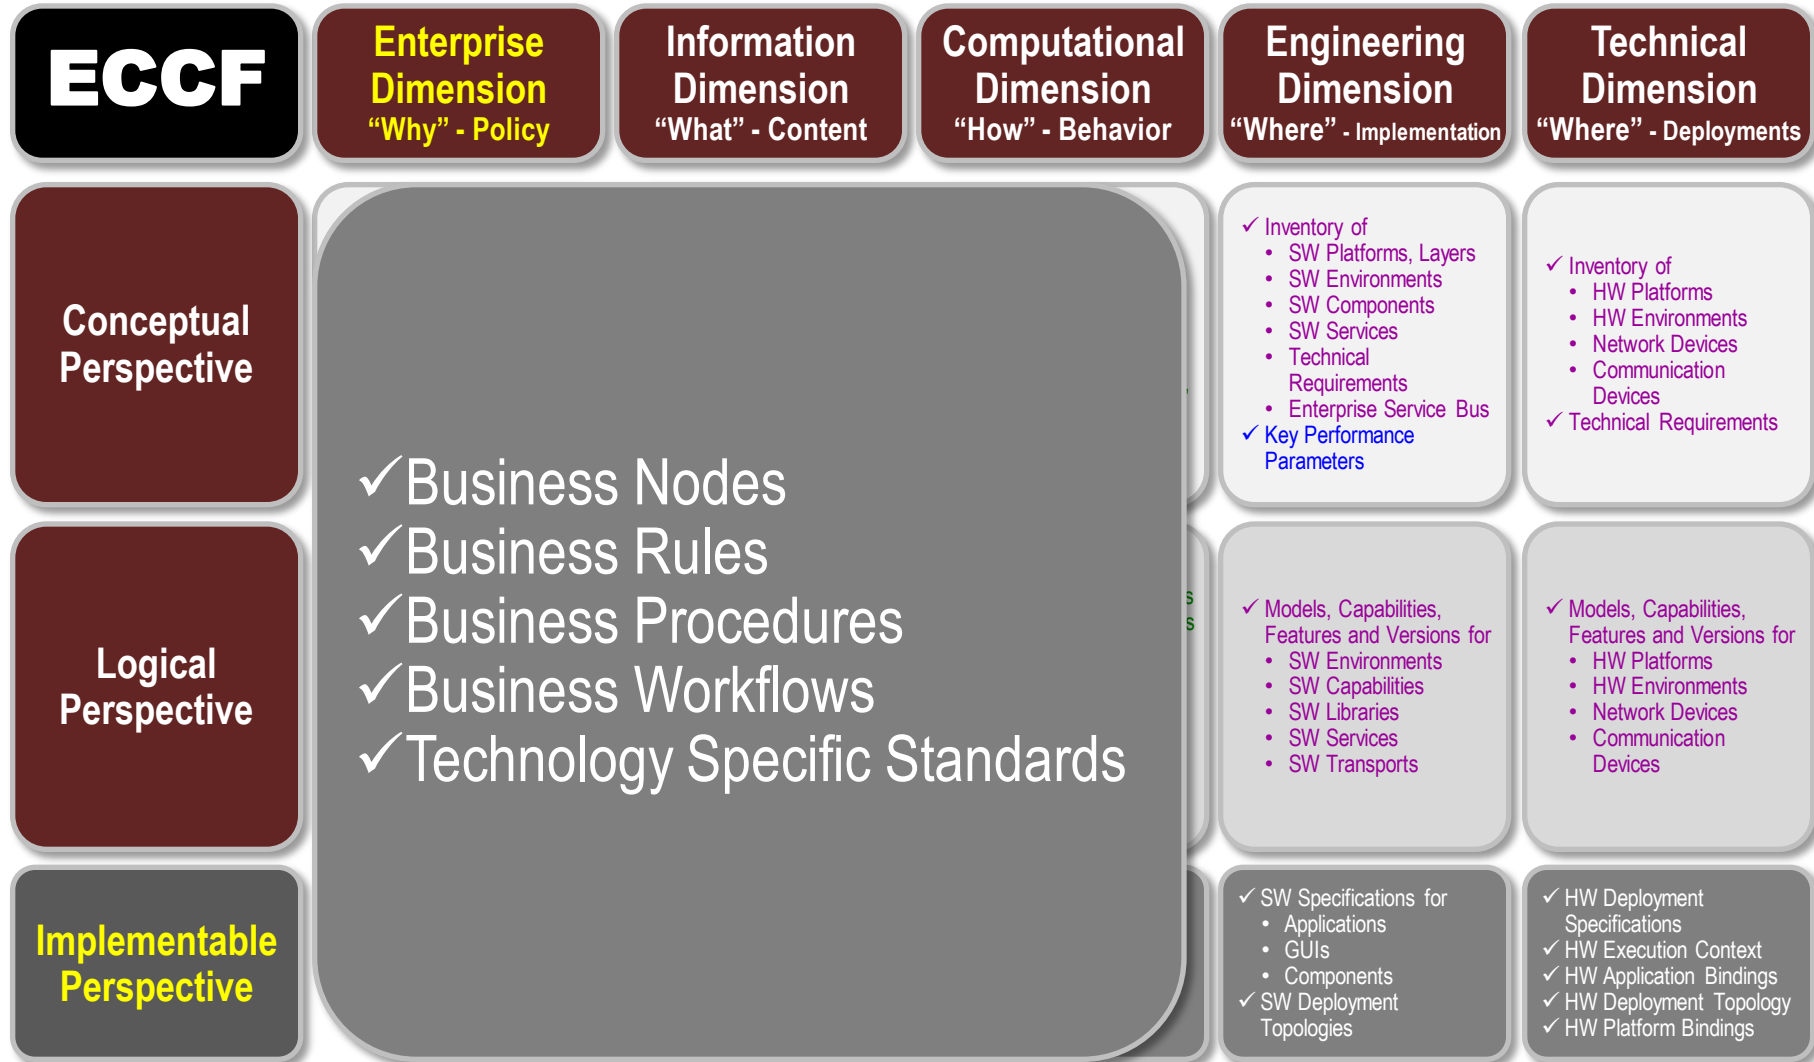 ECCF
Enterprise
Dimension
“Why” - Policy
Information
Dimension
“What” - Content
Computational
Dimension
“How” - Behavior
Engineering
Dimension
“Where” - Implementation
Technical
Dimension
“Where” - Deployments
Conceptual
Perspective
✓ Inventory of
• SW Platforms, Layers
• SW Environments
• SW Components
• SW Services
• Technical
Requirements
• Enterprise Service Bus
✓ Key Performance
Parameters
✓ Inventory of
• HW Platforms
• HW Environments
• Network Devices
• Communication
Devices
✓ Technical Requirements
✓ Business Nodes
✓ Business Rules
✓ Business Procedures
✓ Business Workflows
✓ Technology Specific Standards
Logical
Perspective
✓ Models, Capabilities,
Features and Versions for
• SW Environments
• SW Capabilities
• SW Libraries
• SW Services
• SW Transports
✓ Models, Capabilities,
Features and Versions for
• HW Platforms
• HW Environments
• Network Devices
• Communication
Devices
Implementable
Perspective
✓ SW Specifications for
• Applications
• GUIs
• Components
✓ SW Deployment
Topologies
✓ HW Deployment
Specifications
✓ HW Execution Context
✓ HW Application Bindings
✓ HW Deployment Topology
✓ HW Platform Bindings